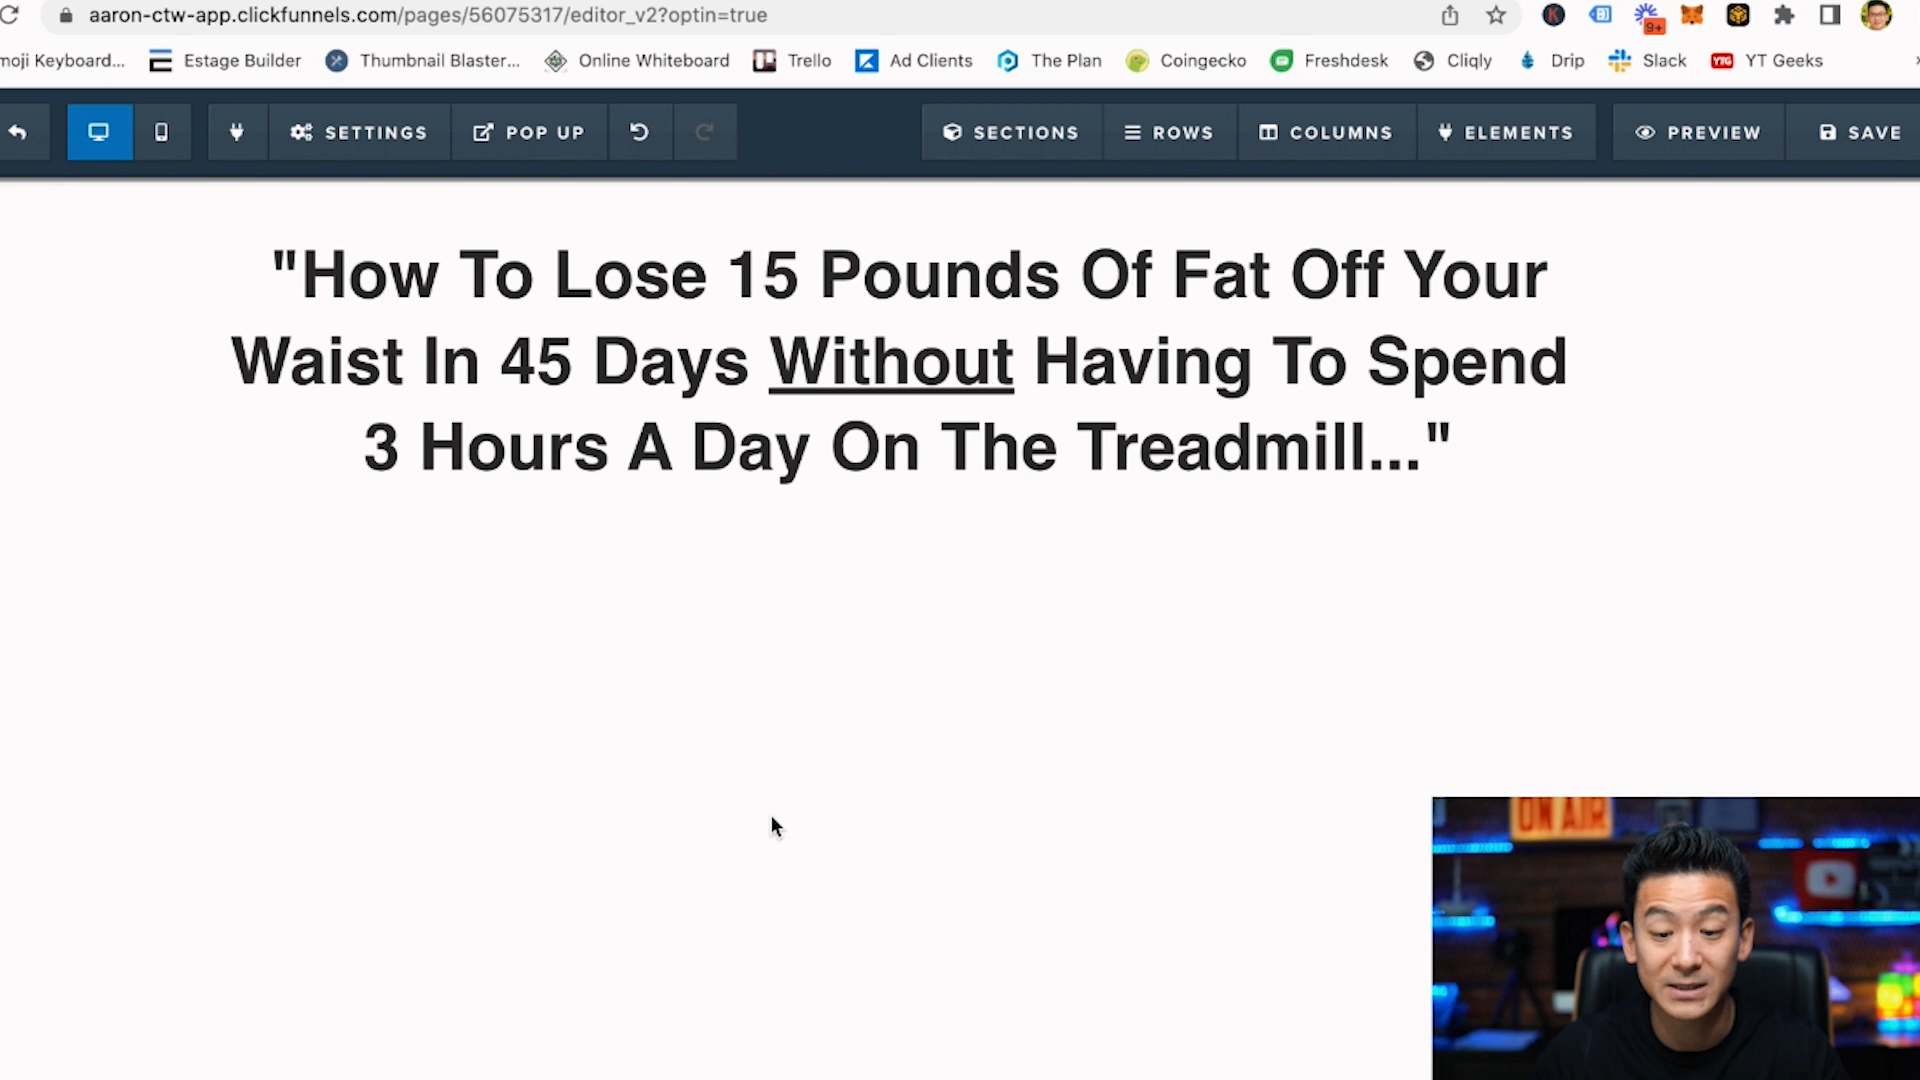 aaron-ctw-app.clickfunnels.com/pages/56075317/editor_v2?optin=true
9+
moji Keyboard... Estage Builder Thumbnail Blaster... Online Whiteboard Trello Ad Clients The Plan Coingecko Freshdesk Cliqly Drip Slack YTG YT Geeks
SETTINGS POP UP SECTIONS ROWS COLUMNS ELEMENTS PREVIEW SAVE
"How To Lose 15 Pounds Of Fat Off Your
Waist In 45 Days Without Having To Spend
3 Hours A Day On The Treadmill..."
ON AIR